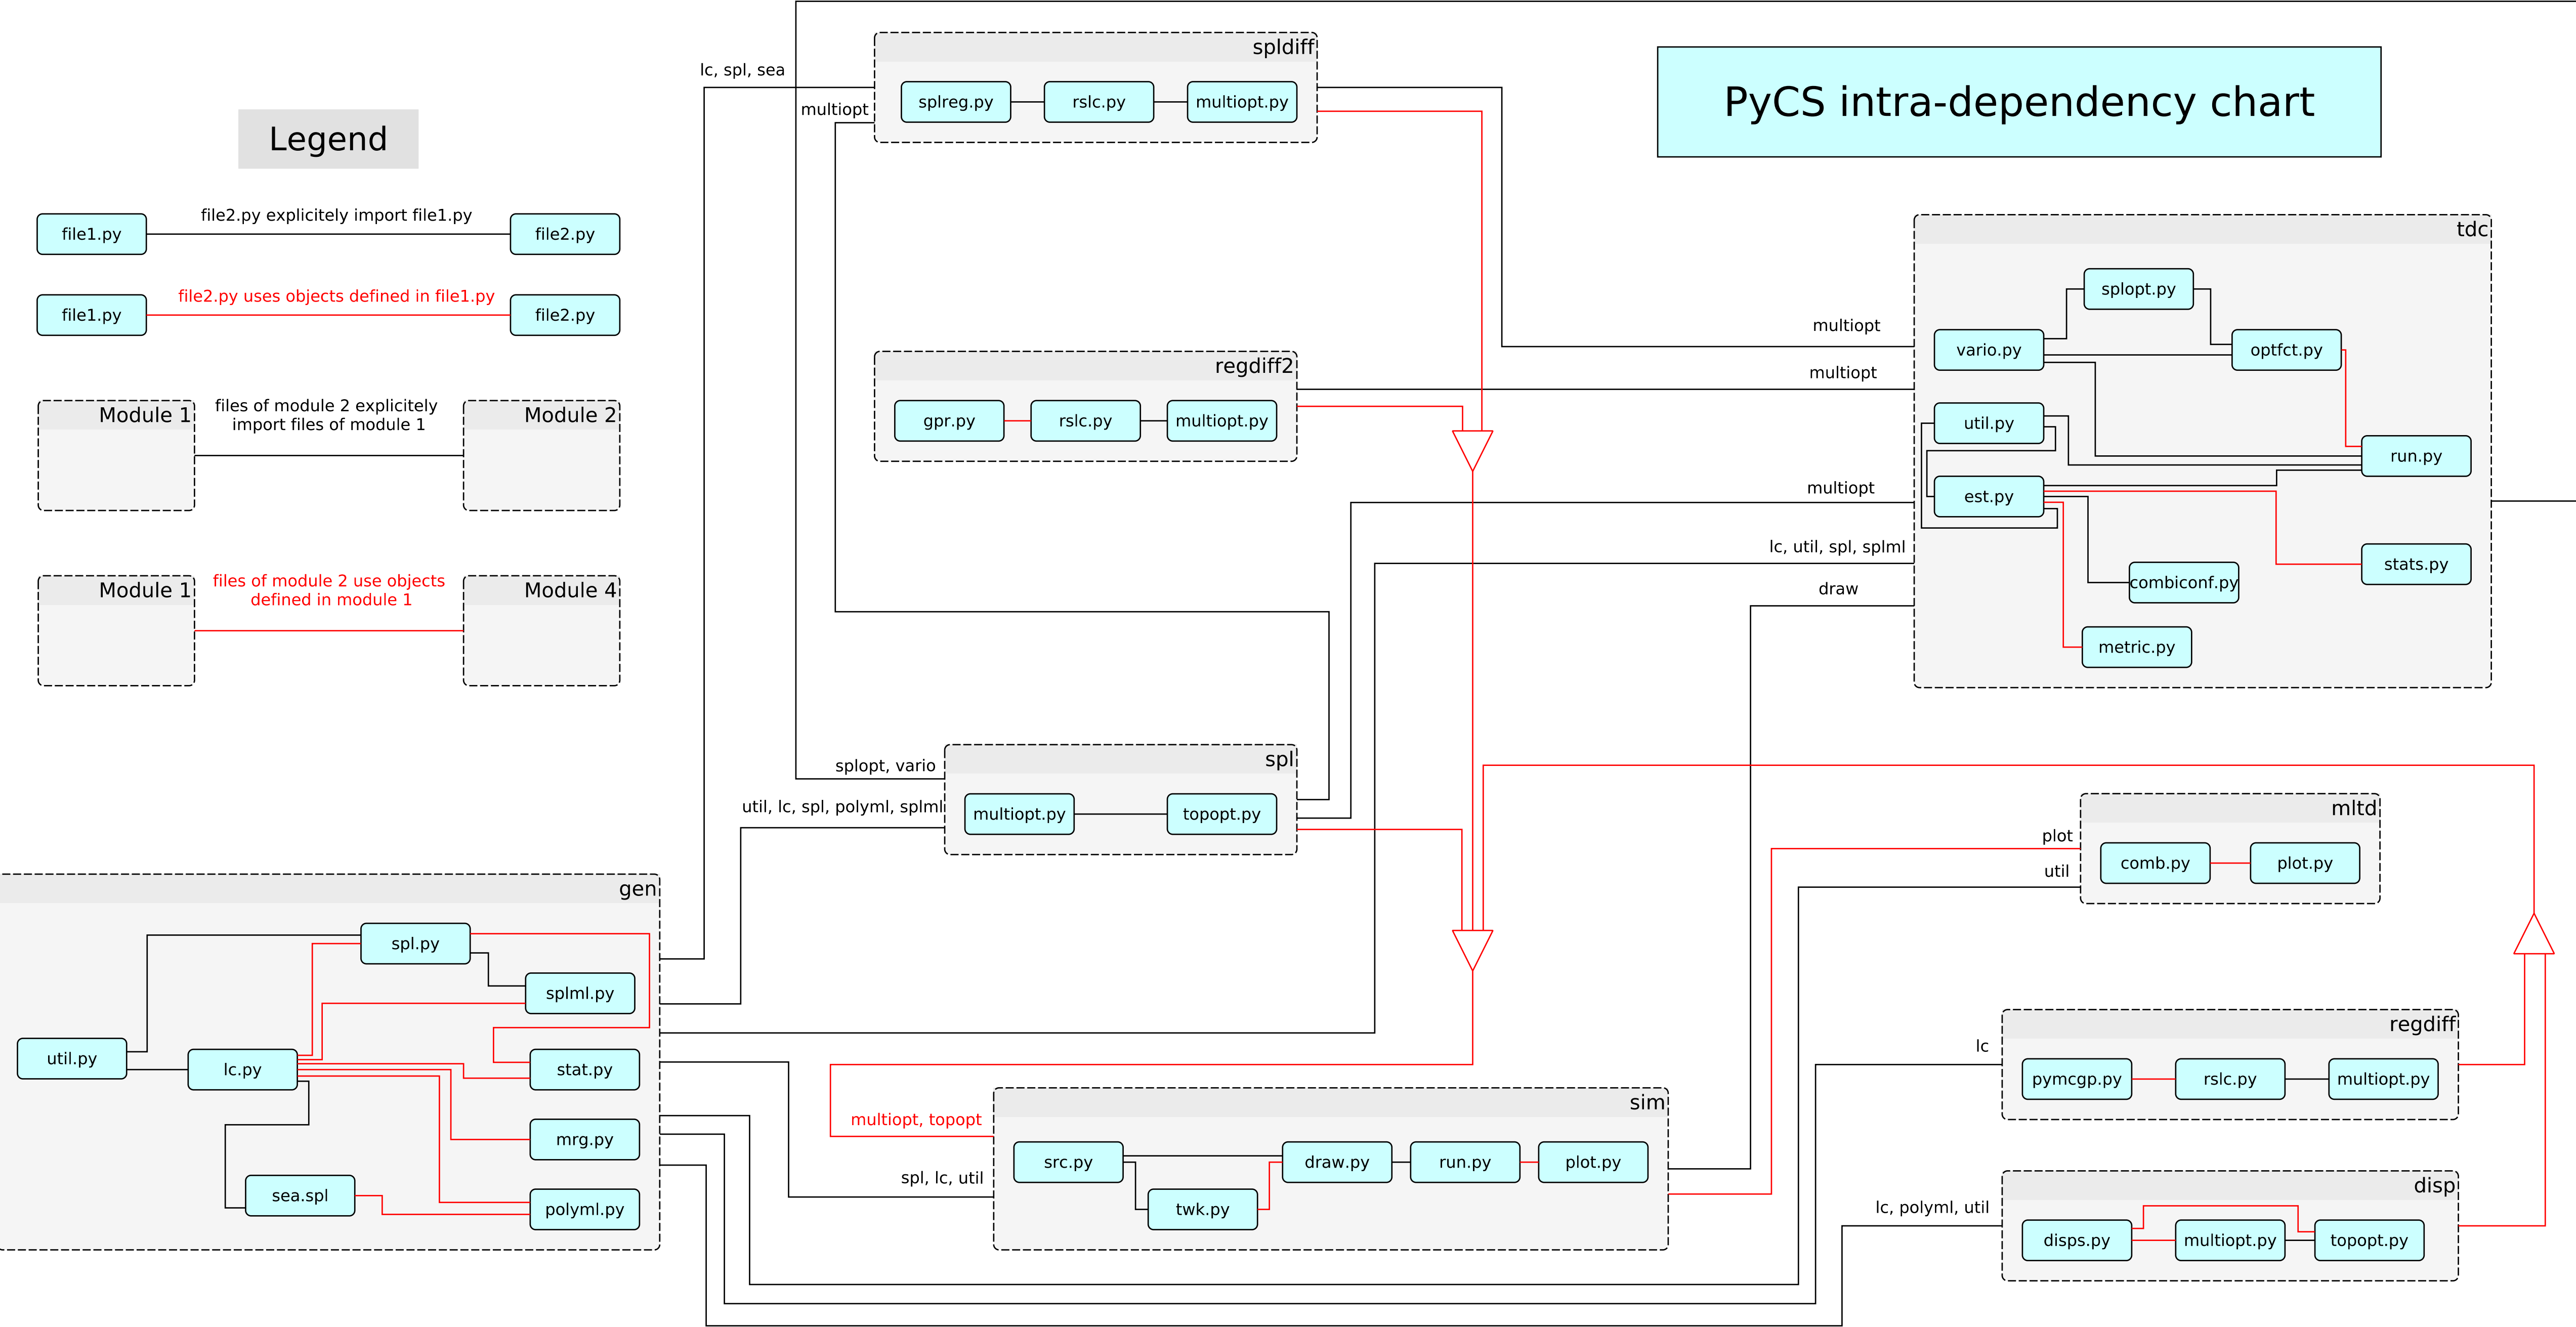 PyCS intra-dependency chart
Legend
file1.py
file2.py explicitely import file1.py
file2.py
file1.py
file2.py uses objects defined in file1.py
file2.py
Module 1
files of module 2 explicitely
import files of module 1
Module 2
Module 1
files of module 2 use objects
defined in module 1
Module 4
lc, spl, sea
multiopt
spldiff
splreg.py
rslc.py
multiopt.py
regdiff2
gpr.py
rslc.py
multiopt.py
multiopt
multiopt
multiopt
lc, util, spl, splml
draw
tdc
splopt.py
vario.py
optfct.py
util.py
run.py
est.py
stats.py
combiconf.py
metric.py
splopt, vario
util, lc, spl, polyml, splml
spl
multiopt.py
topopt.py
plot
util
mltd
comb.py
plot.py
gen
spl.py
splml.py
util.py
lc.py
stat.py
mrg.py
sea.spl
polyml.py
multiopt, topopt
spl, lc, util
sim
src.py
draw.py
run.py
plot.py
twk.py
lc
regdiff
pymcgp.py
rslc.py
multiopt.py
lc, polyml, util
disp
disps.py
multiopt.py
topopt.py